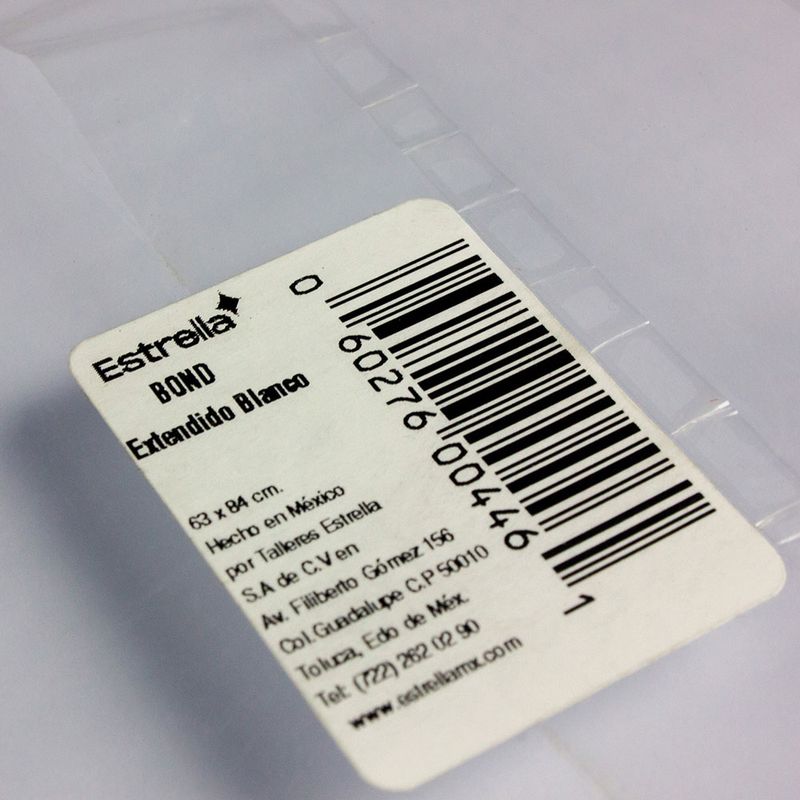 Estrella
BOND
Extendido Blanco
63 x 84 cm.
Hecho en México
por Talleres Estrella
S.A de C.V en
Av. Filiberto Gómez 156
Col. Guadalupe C.P 50010
Toluca, Edo de Méx.
Tel: (722) 262 02 90
www.estrellamx.com
0 60276 00446 1